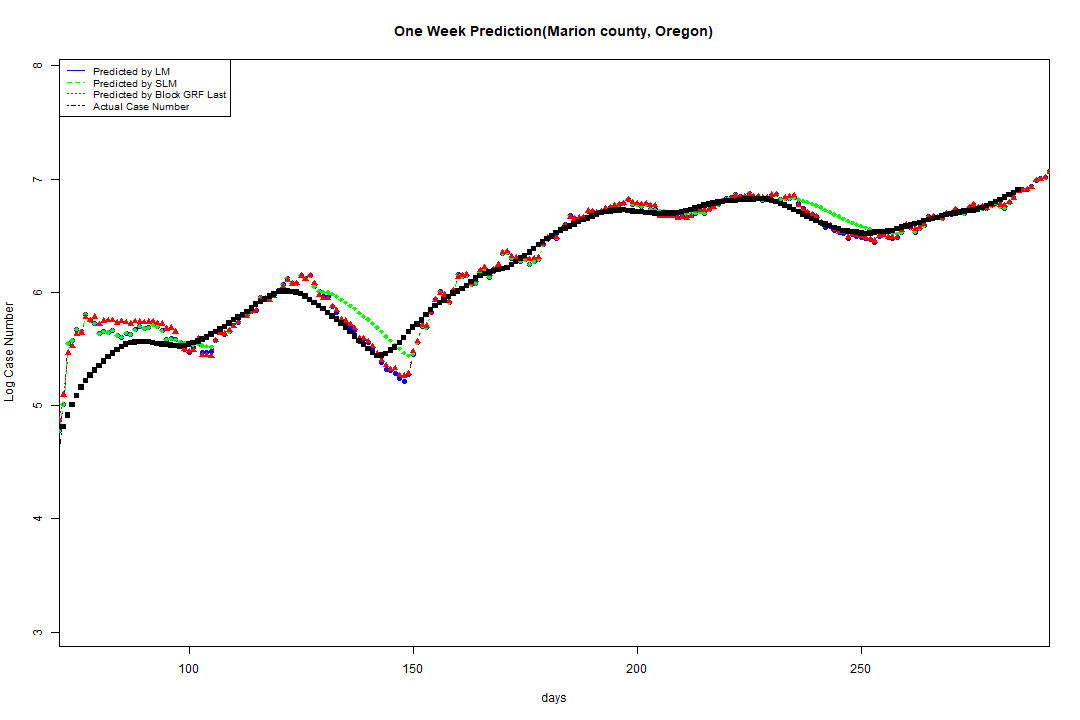 One Week Prediction(Marion county, Oregon)
Predicted by LM
Predicted by SLM
Predicted by Block GRF Last
Actual Case Number
8
7
6
5
4
3
Log Case Number
100
150
200
250
days